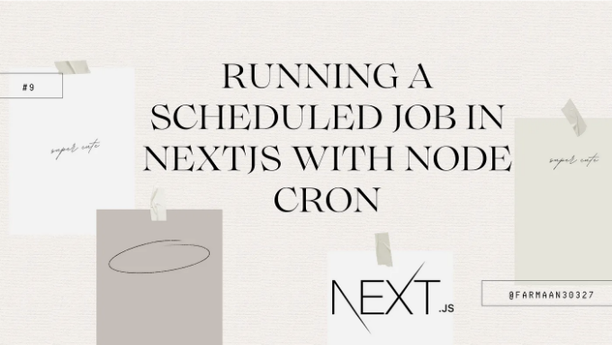 #9
RUNNING A
SCHEDULED JOB IN
NEXTJS WITH NODE
CRON
super cute
super cute
NEXT.JS
@FARMAAN30327